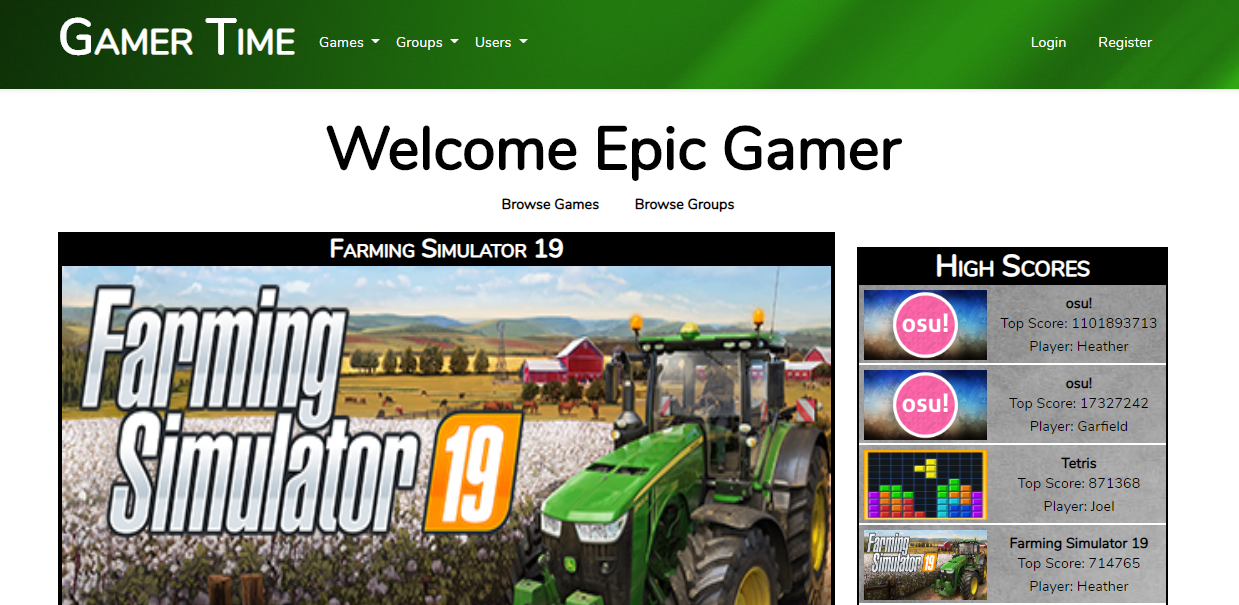 GAMER TIME
Games
Groups
Users
Login
Register
Welcome Epic Gamer
Browse Games
Browse Groups
FARMING SIMULATOR 19
Farming
Simulator 19
HIGH SCORES
osu!
osu!
Top Score: 1101893713
Player: Heather
osu!
osu!
Top Score: 17327242
Player: Garfield
Tetris
Top Score: 871368
Player: Joel
Farming
Simulator 19
Farming Simulator 19
Top Score: 714765
Player: Heather